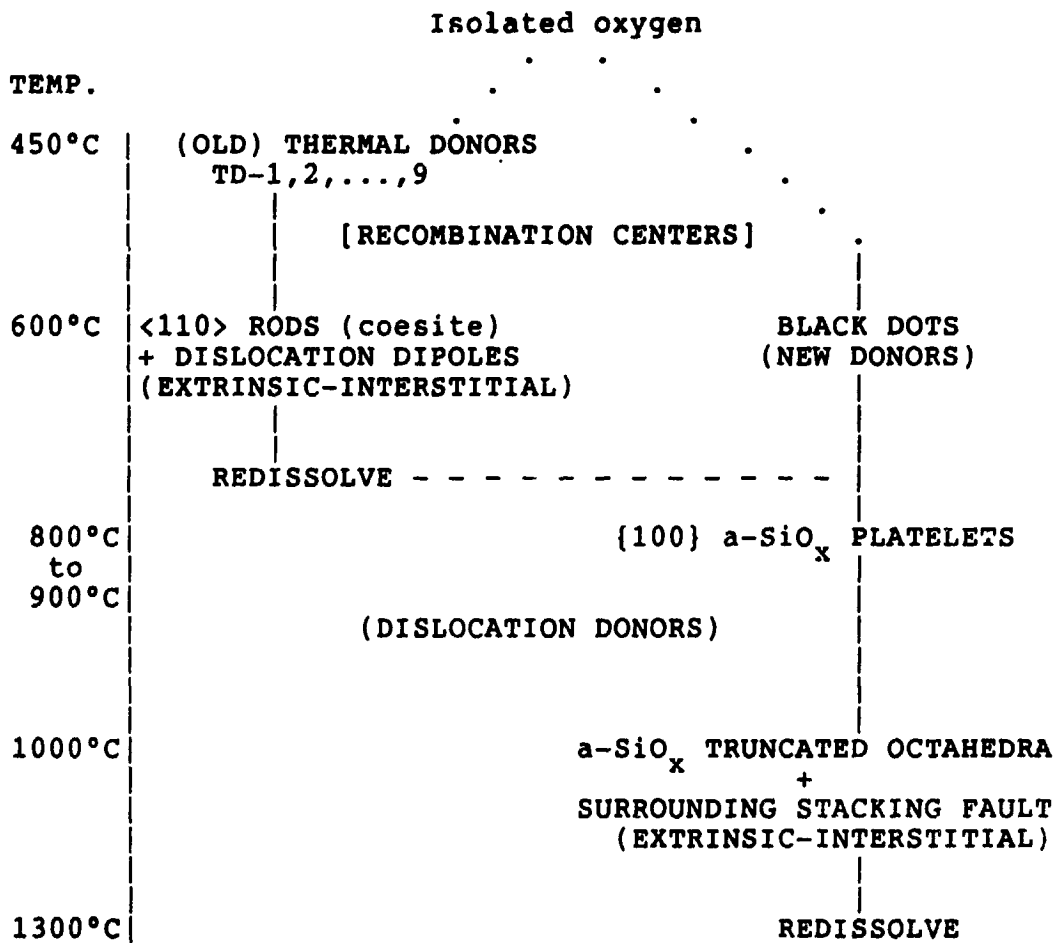 Isolated oxygen
TEMP.
450°C (OLD) THERMAL DONORS
TD-1,2,...,9
[RECOMBINATION CENTERS]
600°C <110> RODS (coesite) BLACK DOTS
+ DISLOCATION DIPOLES (NEW DONORS)
(EXTRINSIC-INTERSTITIAL)
REDISSOLVE
800°C {100} a-SiOx PLATELETS
to
900°C
(DISLOCATION DONORS)
1000°C a-SiOx TRUNCATED OCTAHEDRA
+
SURROUNDING STACKING FAULT
(EXTRINSIC-INTERSTITIAL)
1300°C REDISSOLVE